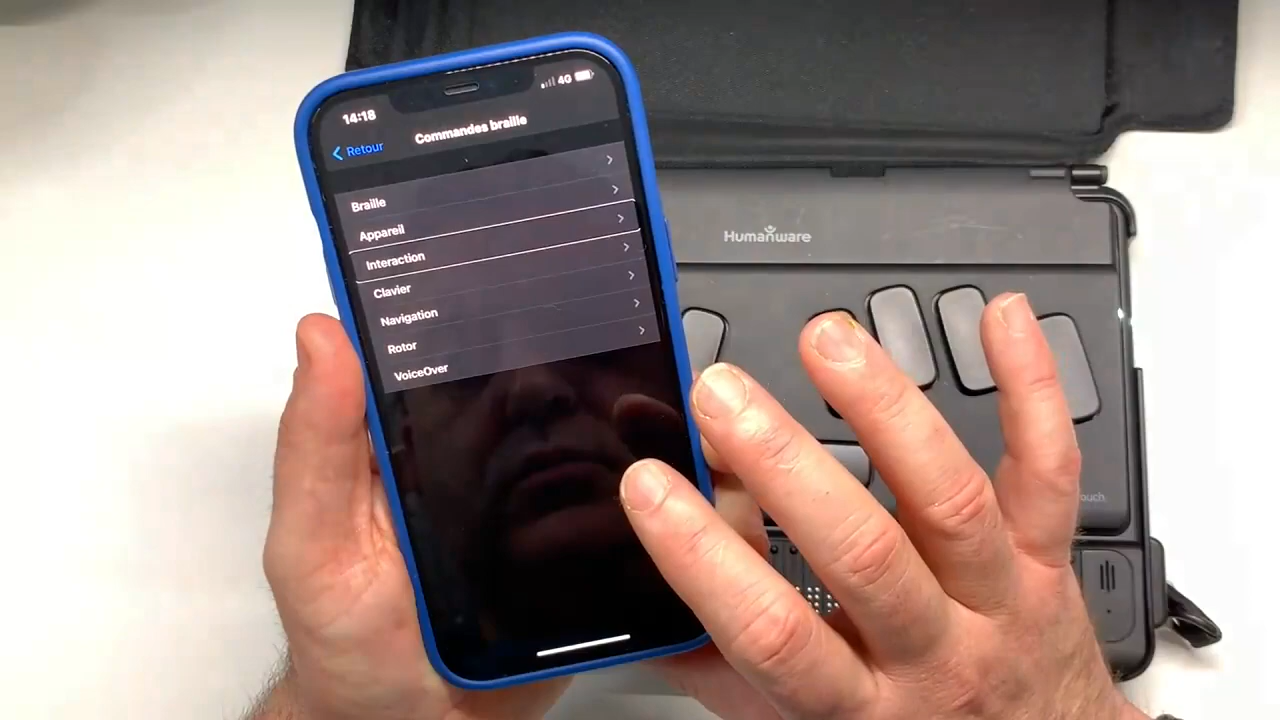 14:18
4G
Commandes braille
Retour
Braille
Appareil
Interaction
Clavier
Navigation
Rotor
VoiceOver
Humanware